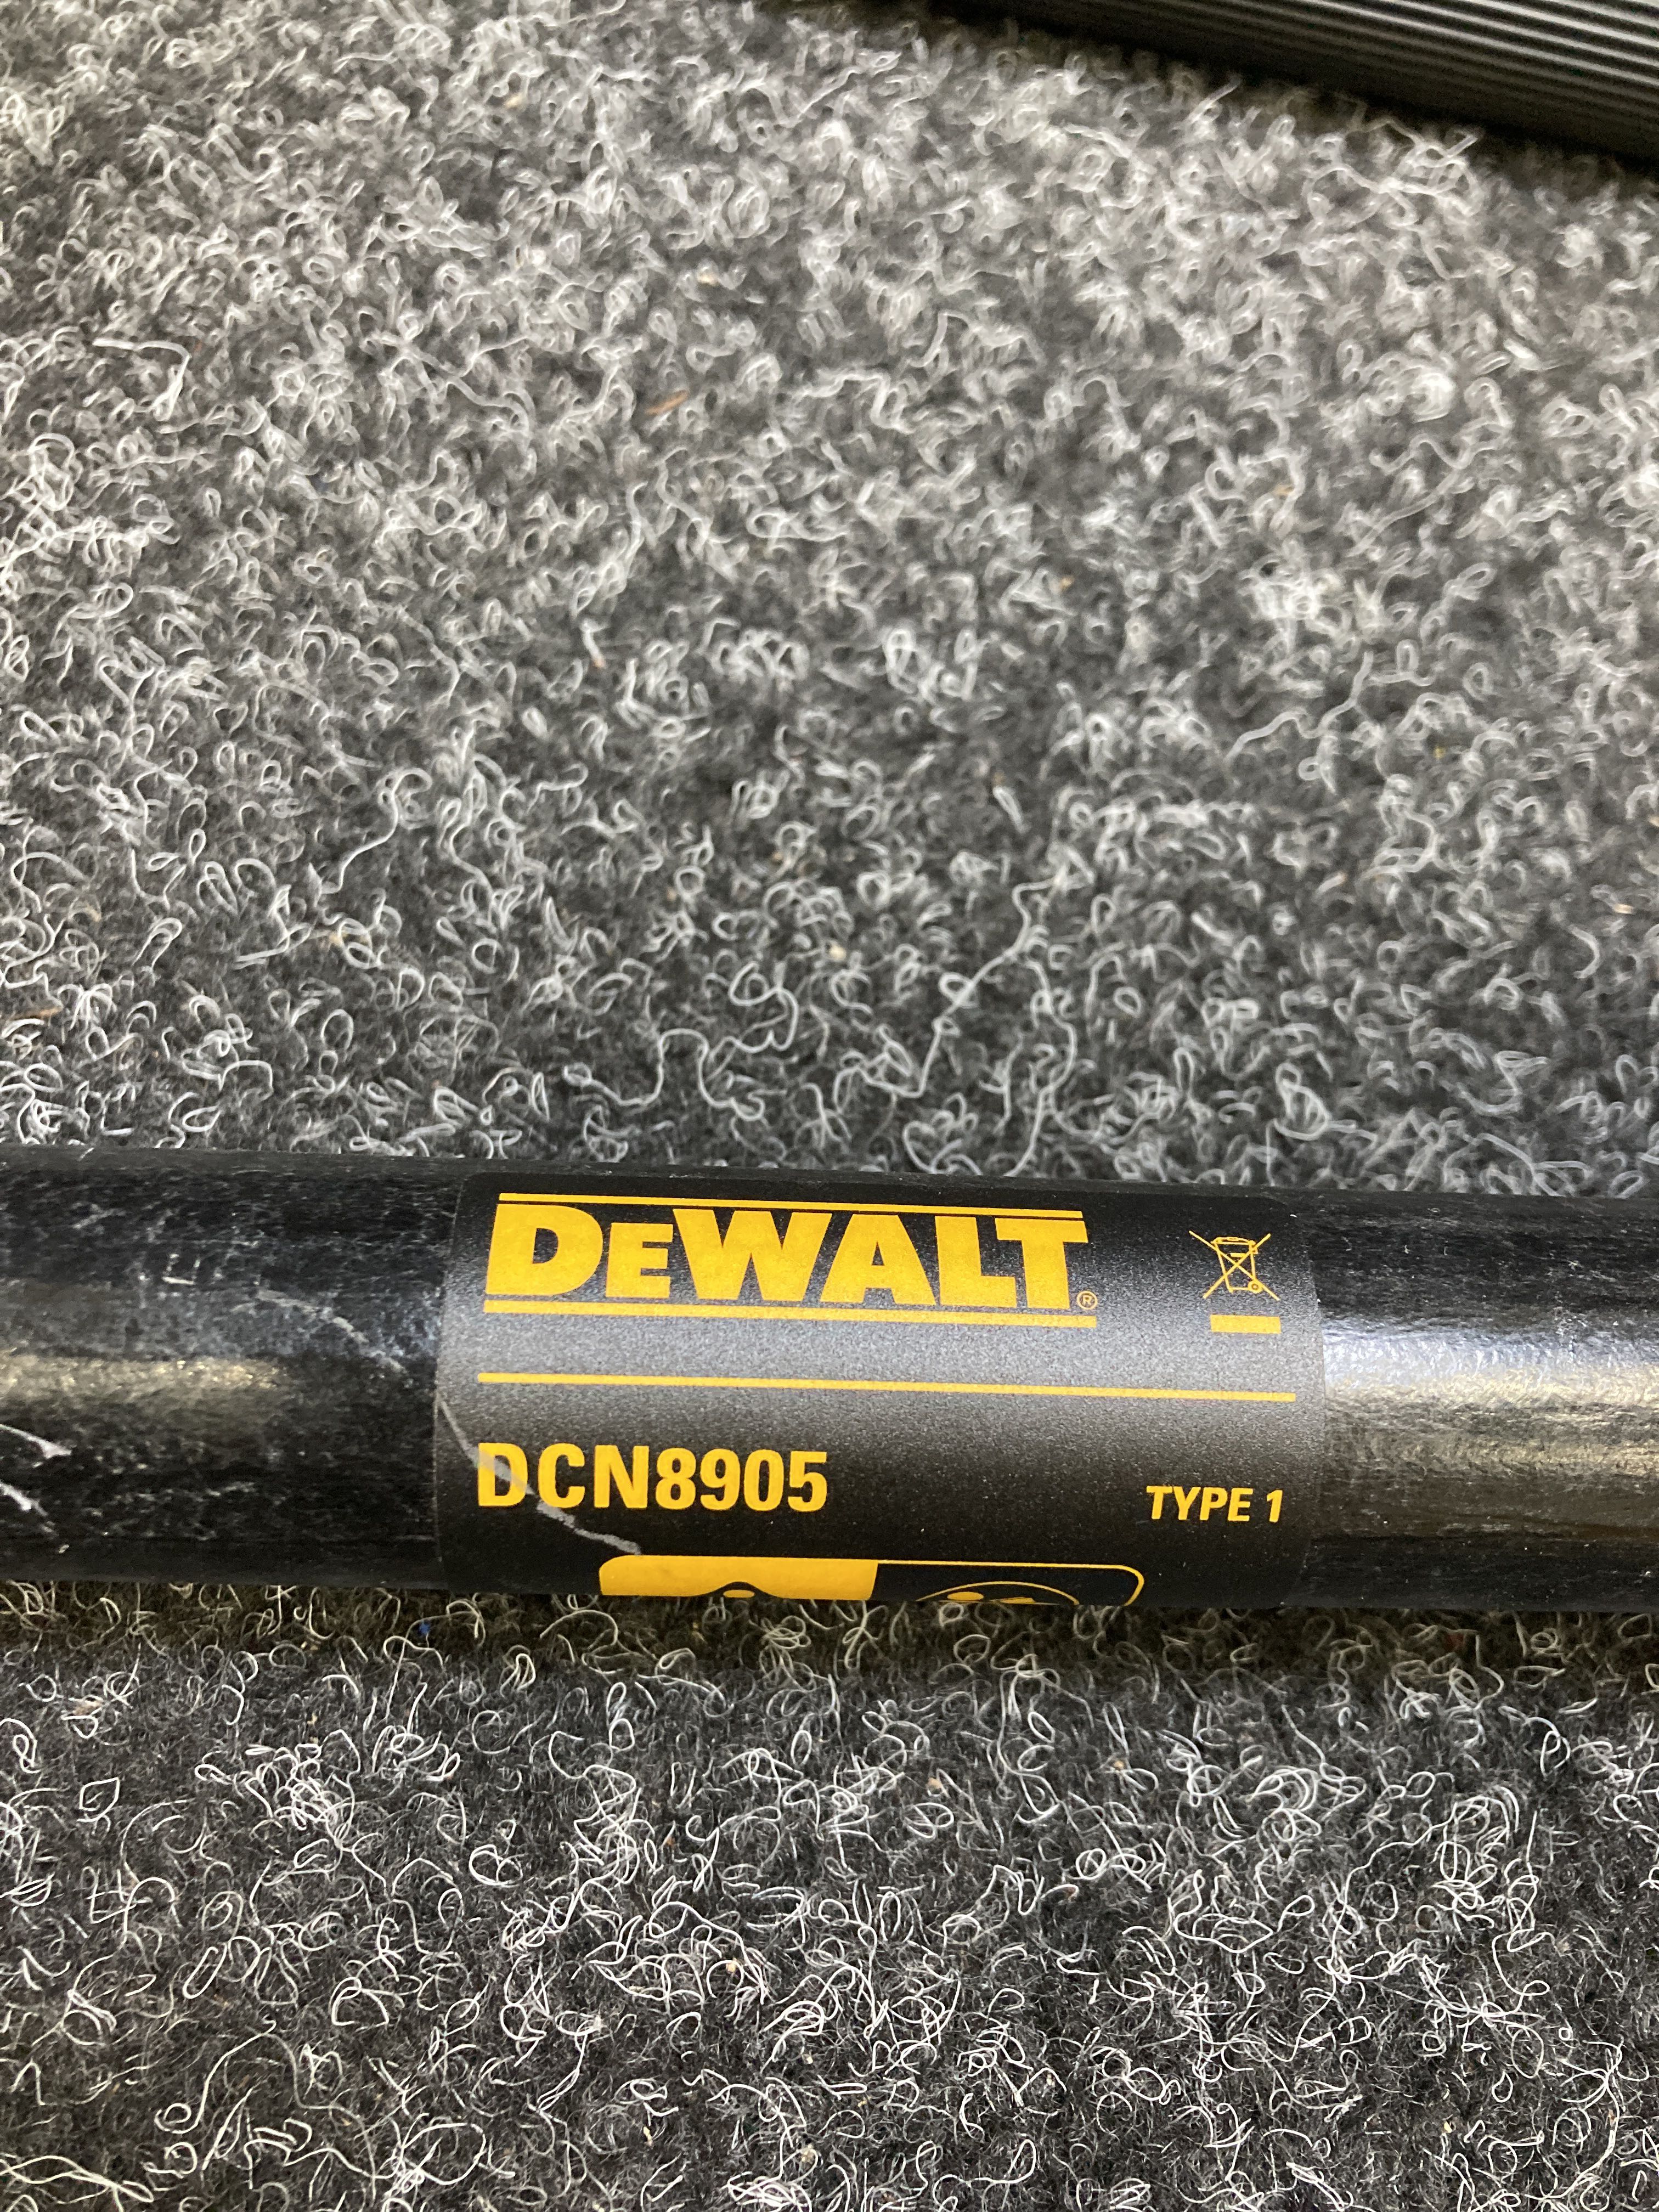 DEWALT®
DCN8905
TYPE 1